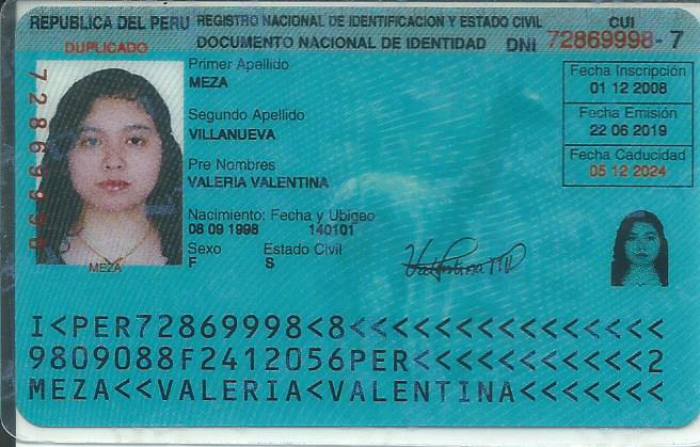 REPUBLICA DEL PERU REGISTRO NACIONAL DE IDENTIFICACION Y ESTADO CIVIL CUI
DUPLICADO DOCUMENTO NACIONAL DE IDENTIDAD DNI 72869998 - 7
72869998
Primer Apellido
MEZA
Segundo Apellido
VILLANUEVA
Pre Nombres
VALERIA VALENTINA
Nacimiento: Fecha y Ubigeo
08 09 1998 140101
Sexo Estado Civil
F S
Fecha Inscripción
01 12 2008
Fecha Emisión
22 06 2019
Fecha Caducidad
05 12 2024
MEZA
I<PER72869998<8<<<<<<<<<<<<<<<
9809088F2412056PER<<<<<<<<<<<2
MEZA<<VALERIA<VALENTINA<<<<<<<